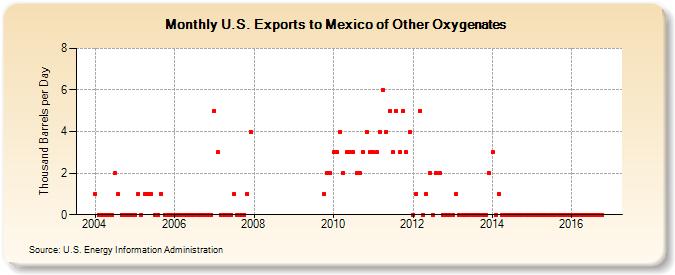 Monthly U.S. Exports to Mexico of Other Oxygenates
Thousand Barrels per Day
8
6
4
2
0
2004 2006 2008 2010 2012 2014 2016
Source: U.S. Energy Information Administration